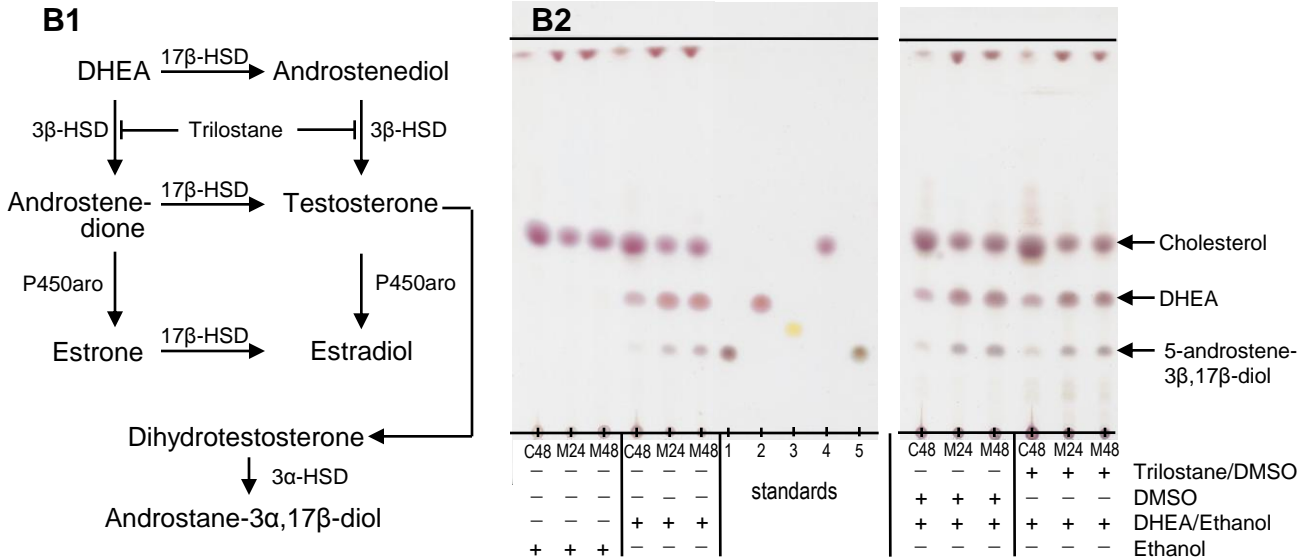 B1
DHEA 17β-HSD Androstenediol
3β-HSD Trilostane 3β-HSD
Androstene-
dione 17β-HSD Testosterone
P450aro P450aro
Estrone 17β-HSD Estradiol
Dihydrotestosterone
3α-HSD
Androstane-3α,17β-diol
B2
Cholesterol
DHEA
5-androstene-
3β,17β-diol
C48 M24 M48 C48 M24 M48 1 2 3 4 5 C48 M24 M48 C48 M24 M48
– – – – – – – – – + + + Trilostane/DMSO
standards
– – – – – – + + + – – – DMSO
– – – + + + + + + + + + DHEA/Ethanol
+ + + – – – – – – – – – Ethanol